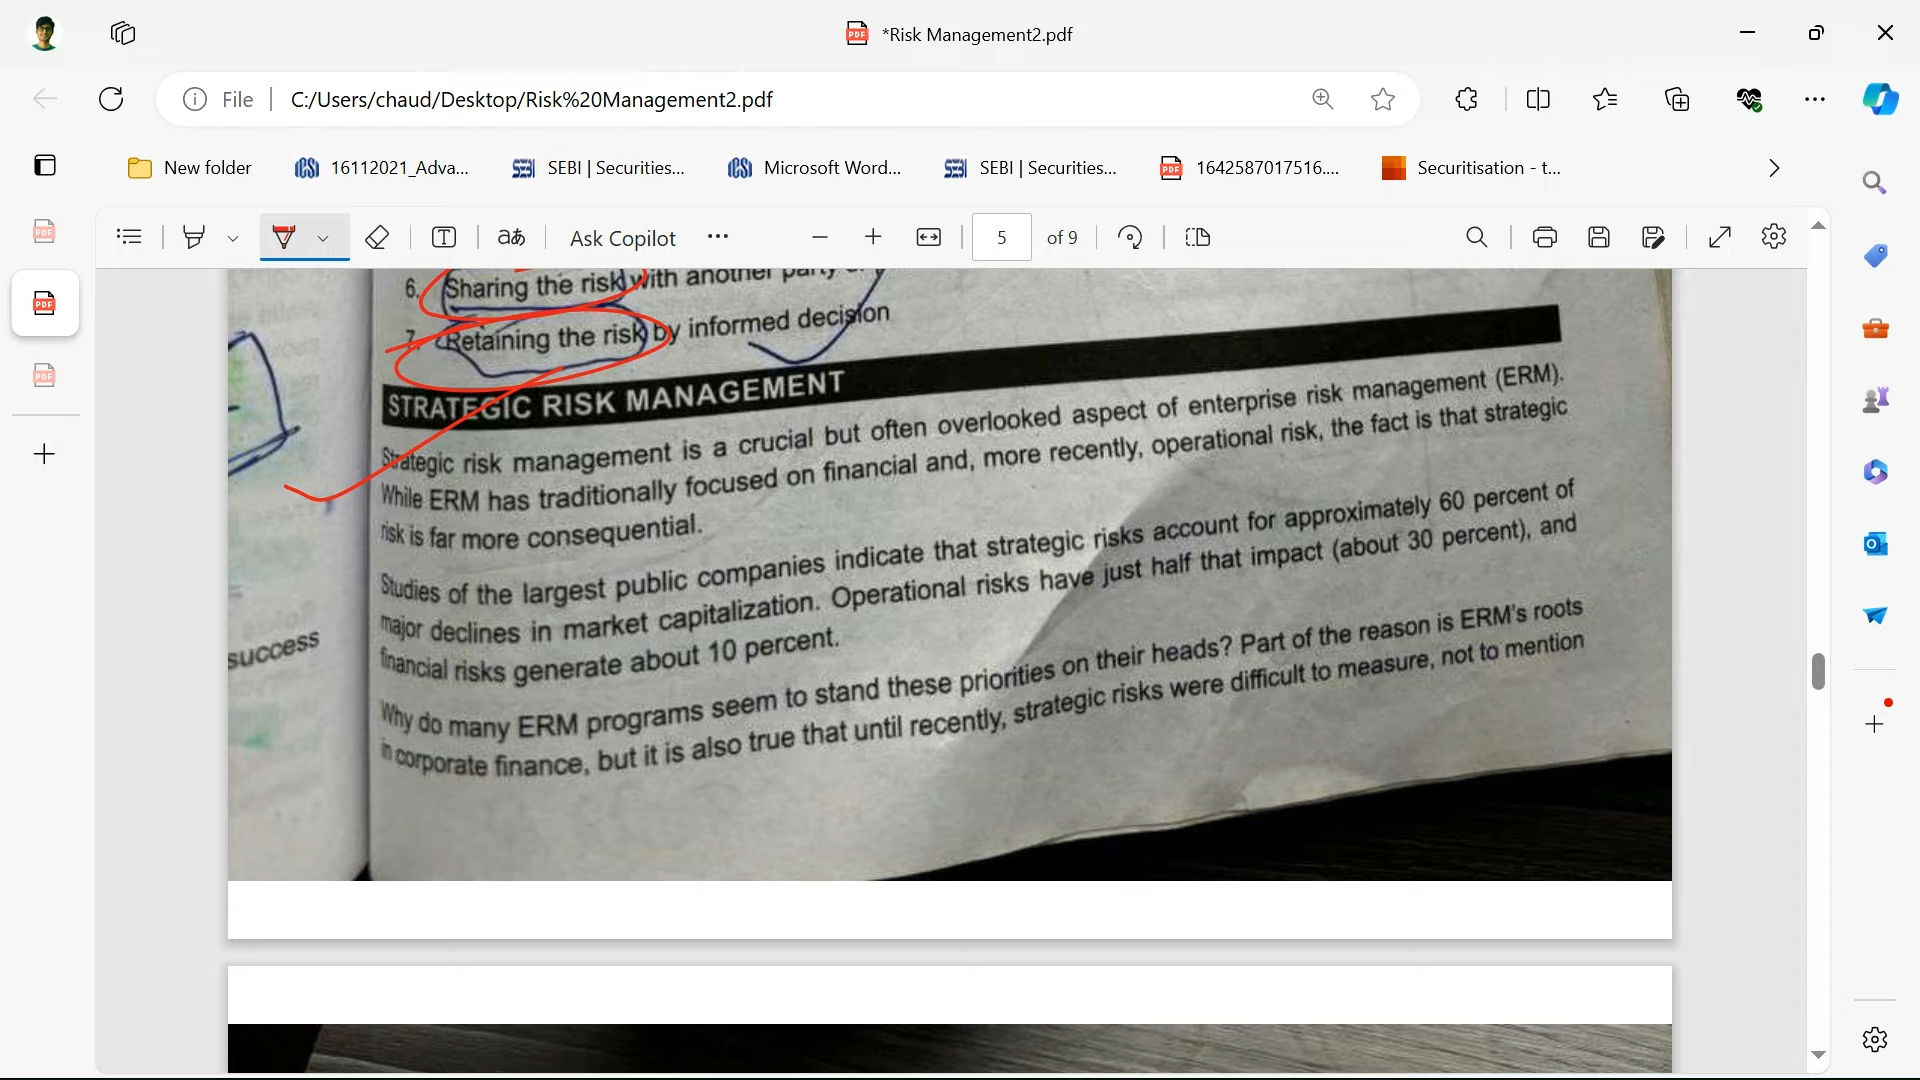 *Risk Management2.pdf
File C:/Users/chaud/Desktop/Risk%20Management2.pdf
New folder 16112021_Adva... SEBI | Securities... Microsoft Word... SEBI | Securities... 1642587017516.... Securitisation - t...
Ask Copilot 5 of 9
6. Sharing the risk with another party
7. Retaining the risk by informed decision
STRATEGIC RISK MANAGEMENT
Strategic risk management is a crucial but often overlooked aspect of enterprise risk management (ERM).
While ERM has traditionally focused on financial and, more recently, operational risk, the fact is that strategic
risk is far more consequential.
Studies of the largest public companies indicate that strategic risks account for approximately 60 percent of
major declines in market capitalization. Operational risks have just half that impact (about 30 percent), and
financial risks generate about 10 percent.
Why do many ERM programs seem to stand these priorities on their heads? Part of the reason is ERM's roots
in corporate finance, but it is also true that until recently, strategic risks were difficult to measure, not to mention
success